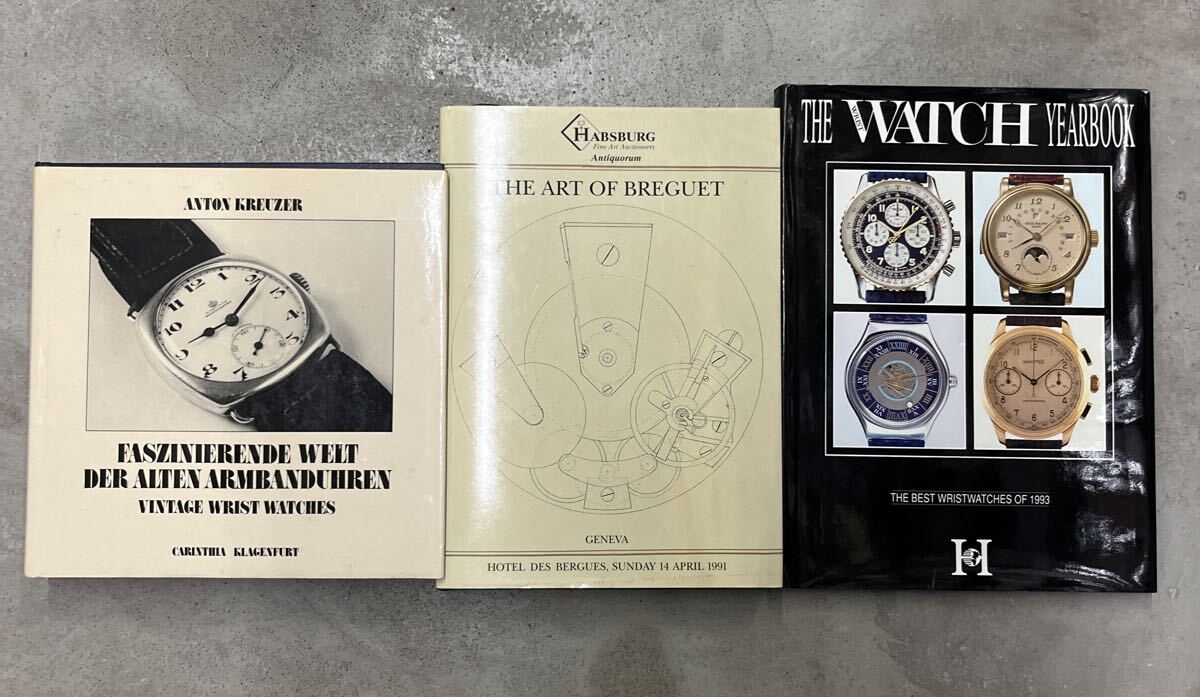 ANTON KREUZER
FASZINIERENDE WELT
DER ALTEN ARMBANDUHREN
VINTAGE WRIST WATCHES
CARINTHIA KLAGENFURT
HABSBURG
Fine Art Auctioneers
Antiquorum
THE ART OF BREGUET
GENEVA
HOTEL DES BERGUES, SUNDAY 14 APRIL 1991
THE WRIST WATCH YEARBOOK
THE BEST WRISTWATCHES OF 1993
H